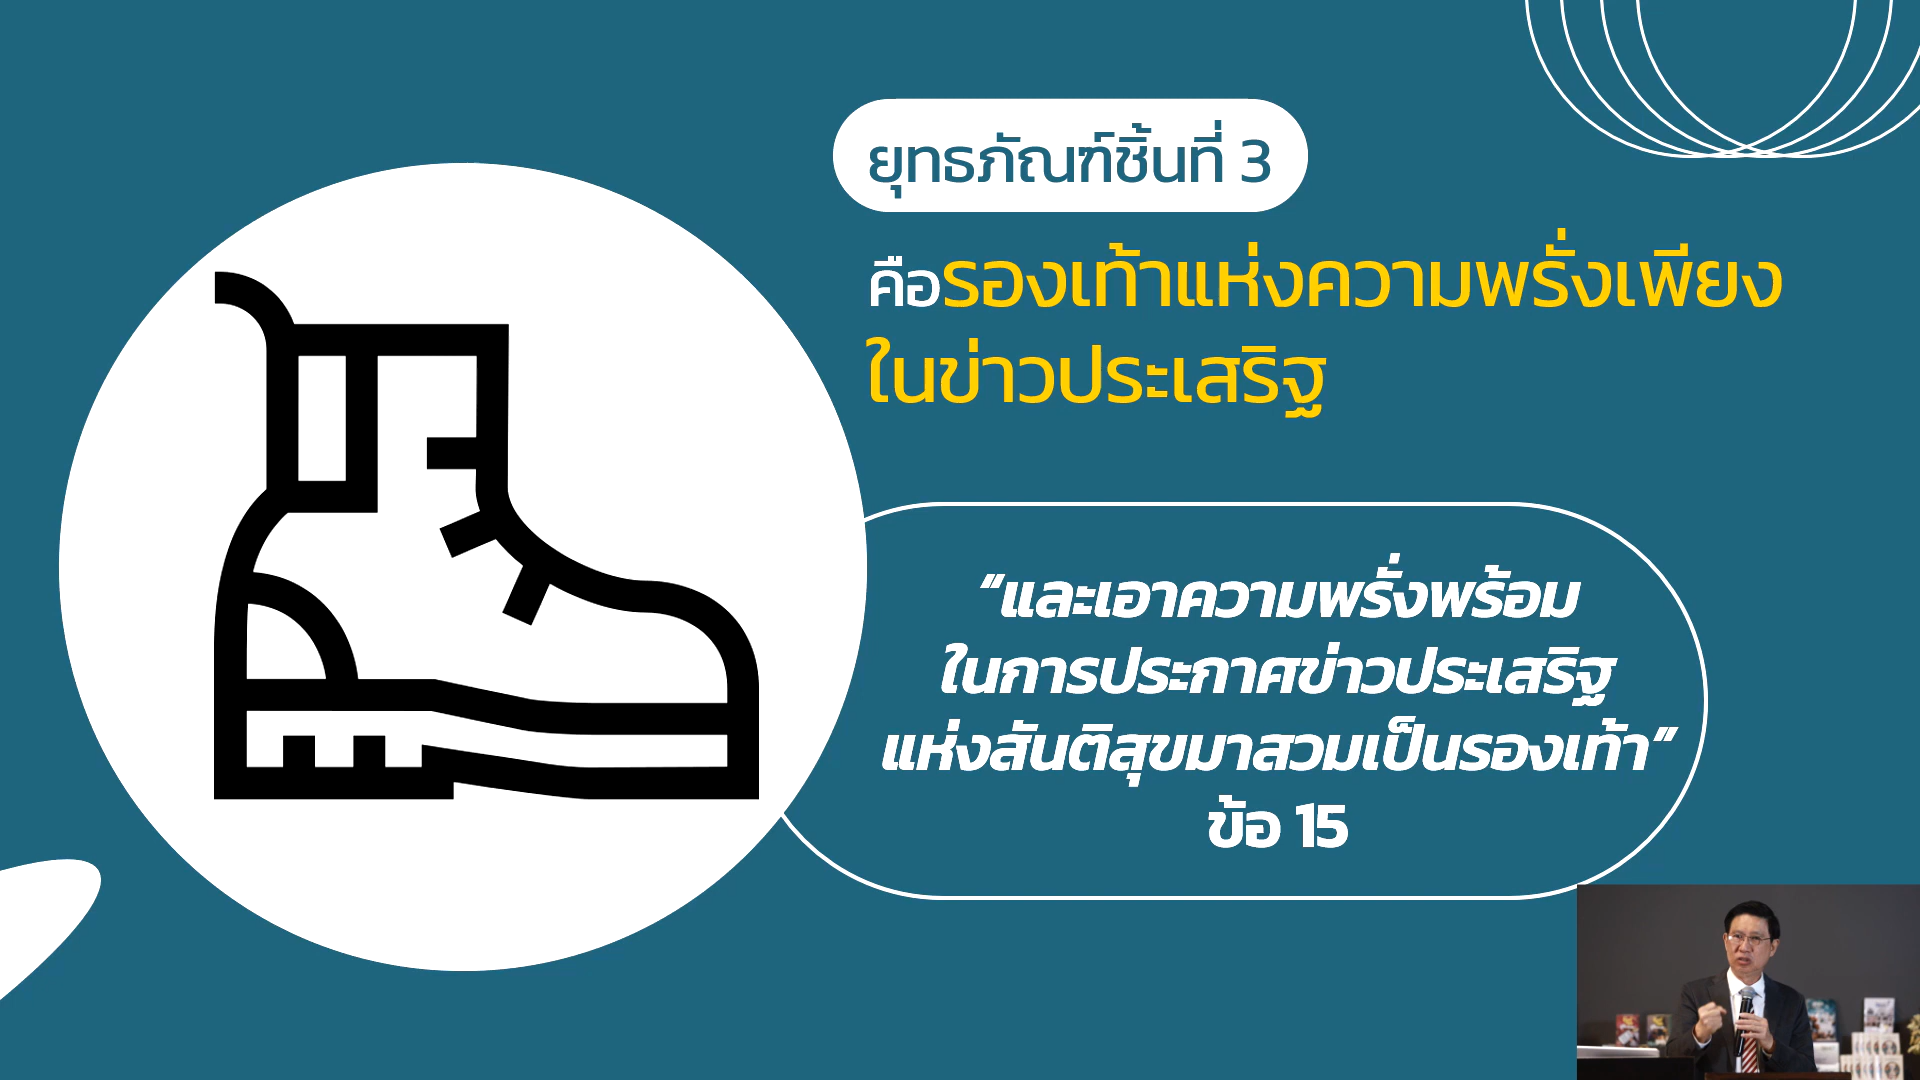 ยุทธภัณฑ์ชิ้นที่ 3
คือรองเท้าแห่งความพรั่งเพียง
ในข่าวประเสริฐ
“และเอาความพรั่งพร้อม
ในการประกาศข่าวประเสริฐ
แห่งสันติสุขมาสวมเป็นรองเท้า”
ข้อ 15